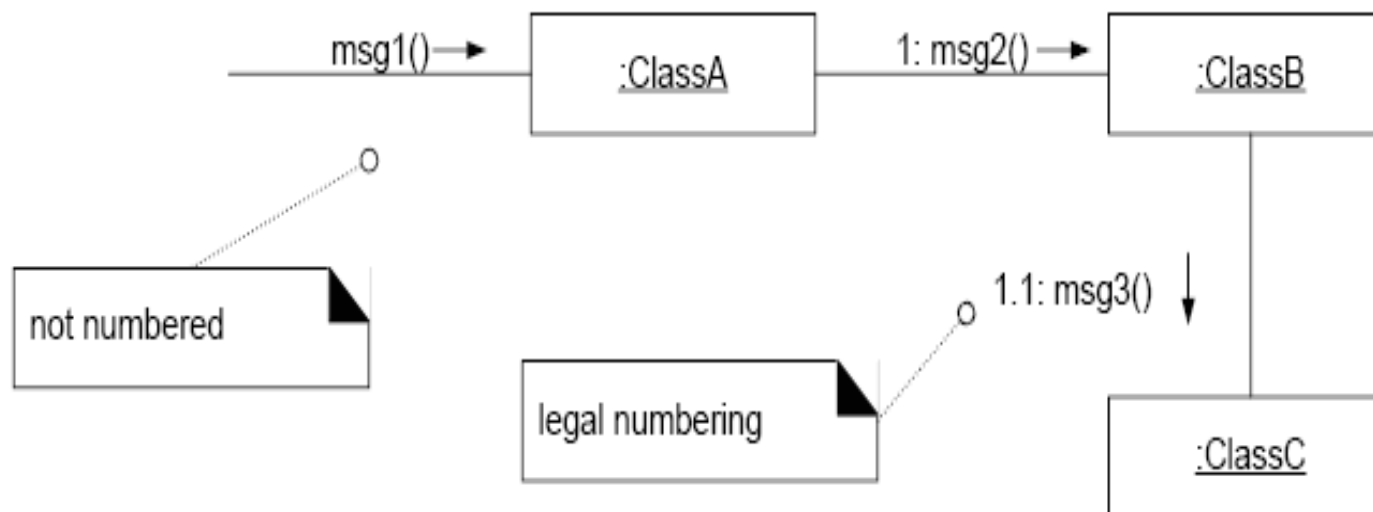 msg1()
:ClassA
1: msg2()
:ClassB
not numbered
1.1: msg3()
legal numbering
:ClassC